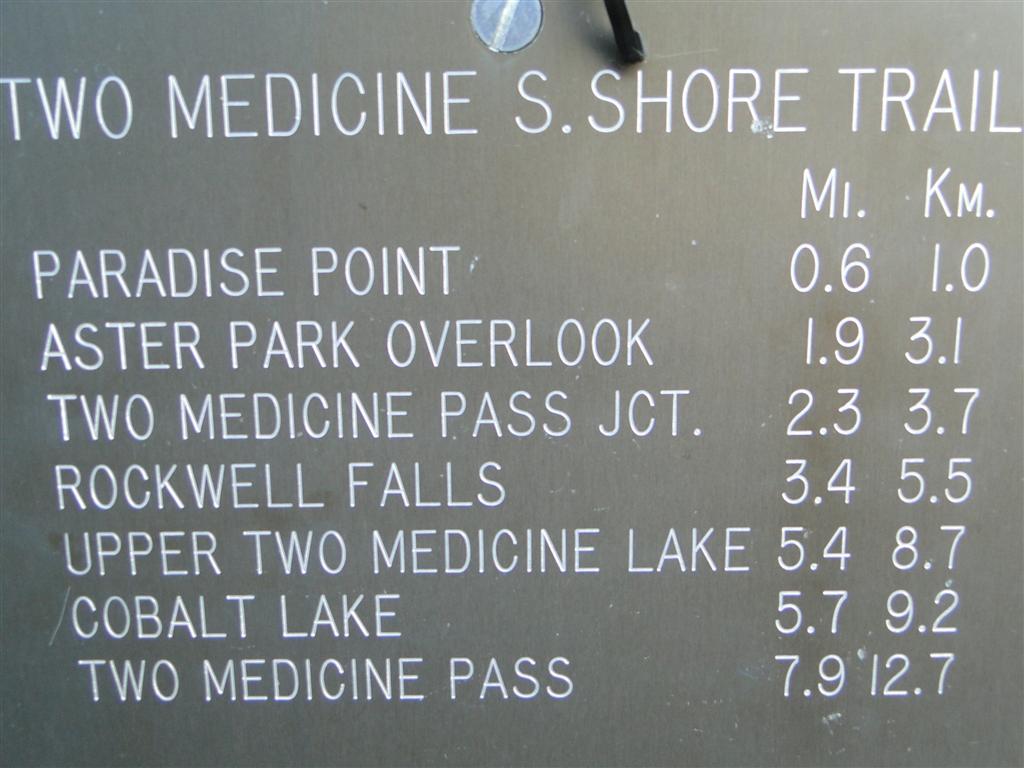 TWO MEDICINE S. SHORE TRAIL
MI. KM.
PARADISE POINT 0.6 1.0
ASTER PARK OVERLOOK 1.9 3.1
TWO MEDICINE PASS JCT. 2.3 3.7
ROCKWELL FALLS 3.4 5.5
UPPER TWO MEDICINE LAKE 5.4 8.7
COBALT LAKE 5.7 9.2
TWO MEDICINE PASS 7.9 12.7